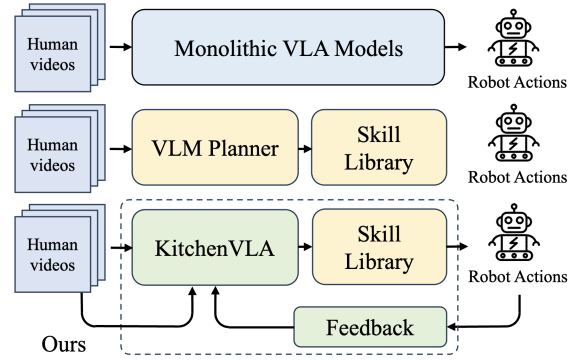 Human
videos
Monolithic VLA Models
Robot Actions
Human
videos
VLM Planner
Skill
Library
Robot Actions
Human
videos
KitchenVLA
Skill
Library
Robot Actions
Feedback
Ours